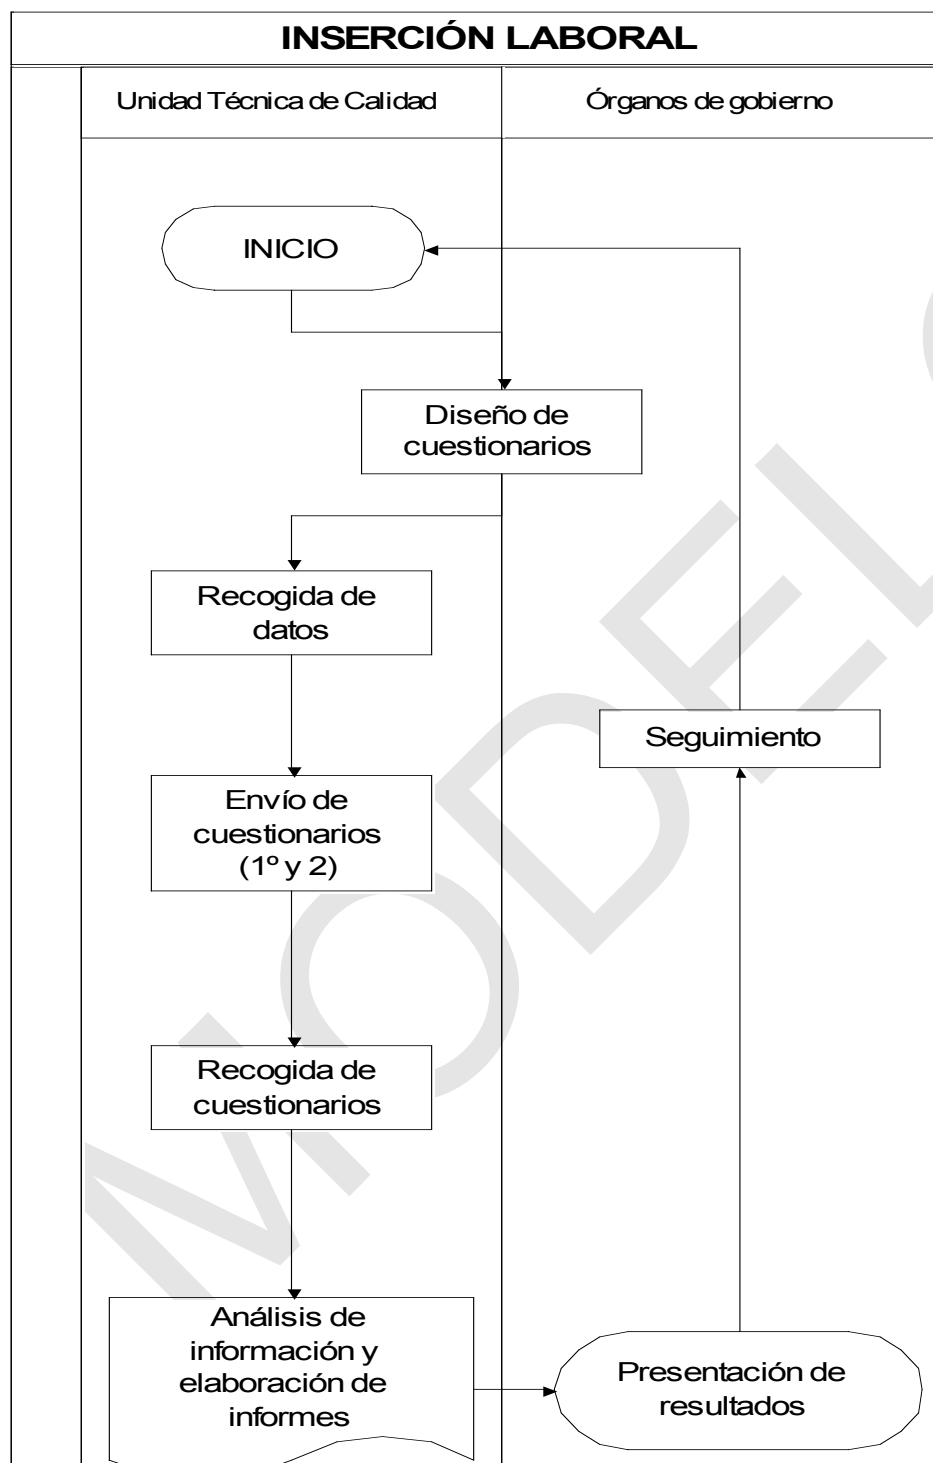 INSERCIÓN LABORAL
Unidad Técnica de Calidad
Órganos de gobierno
INICIO
Diseño de
cuestionarios
Recogida de
datos
Seguimiento
Envío de
cuestionarios
(1º y 2)
Recogida de
cuestionarios
Análisis de
información y
elaboración de
informes
Presentación de
resultados
MODEL